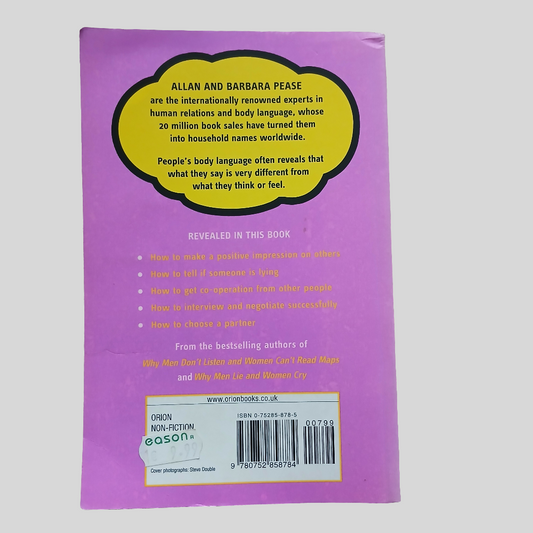 ALLAN AND BARBARA PEASE
are the internationally renowned experts in
human relations and body language, whose
20 million book sales have turned them
into household names worldwide.
People's body language often reveals that
what they say is very different from
what they think or feel.
REVEALED IN THIS BOOK
• How to make a positive impression on others
• How to tell if someone is lying
• How to get co-operation from other people
• How to interview and negotiate successfully
• How to choose a partner
From the bestselling authors of
Why Men Don't Listen and Women Can't Read Maps
and Why Men Lie and Women Cry
www.orionbooks.co.uk
ORION
NON-FICTION
eason
Cover photographs: Steve Double
ISBN 0-75285-878-5
00799
9 780752 858784